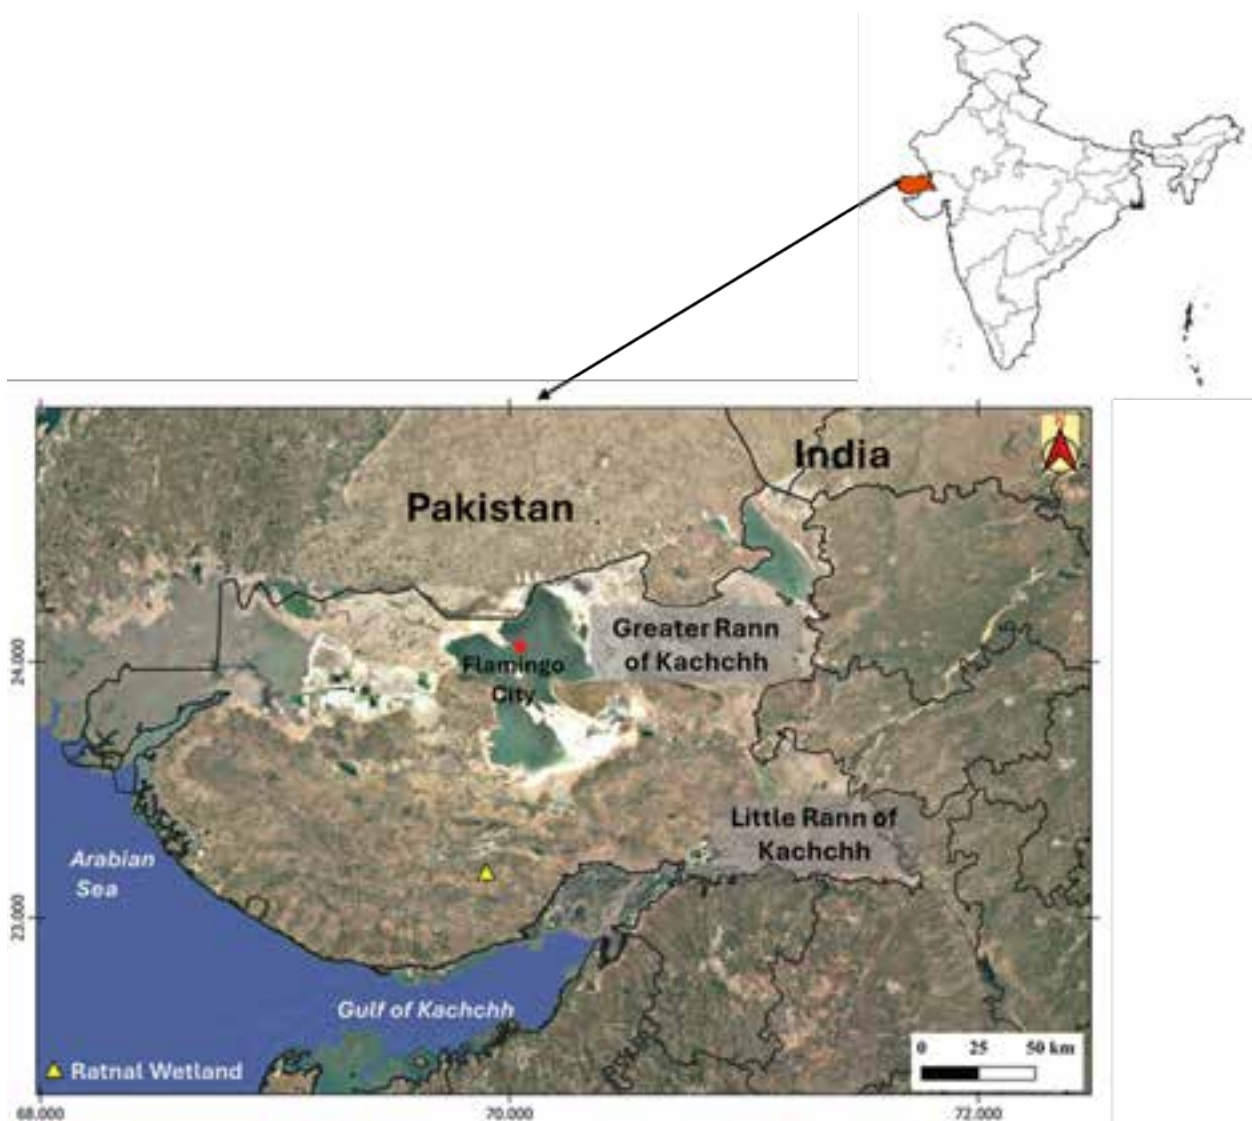 India
Pakistan
Greater Rann
of Kachchh
24.000
Flamingo
City
Little Rann of
Kachchh
Arabian
Sea
23.000
Gulf of Kachchh
0 25 50 km
Ratnal Wetland
68.000 70.000 72.000